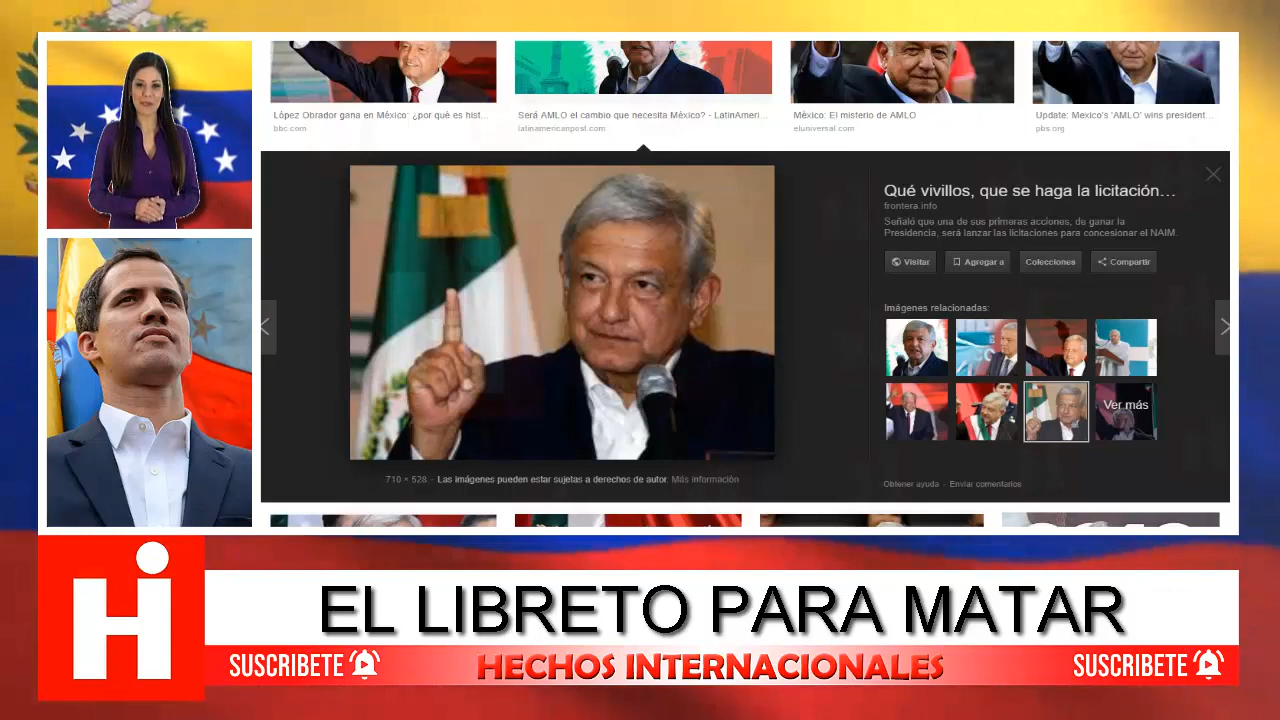 López Obrador gana en México: ¿por qué es hist...
bbc.com
Será AMLO el cambio que necesita México? - LatinAmeri...
latinamericanpost.com
México: El misterio de AMLO
eluniversal.com
Update: Mexico's 'AMLO' wins president...
pbs.org
Qué vivillos, que se haga la licitación...
frontera.info
Señaló que una de sus primeras acciones, de ganar la
Presidencia, será lanzar las licitaciones para concesionar el NAIM.
Visitar
Agregar a
Colecciones
Compartir
Imágenes relacionadas:
Ver más
710 × 528 - Las imágenes pueden estar sujetas a derechos de autor. Más información
Obtener ayuda - Enviar comentarios
Hi
EL LIBRETO PARA MATAR
SUSCRIBETE
HECHOS INTERNACIONALES
SUSCRIBETE